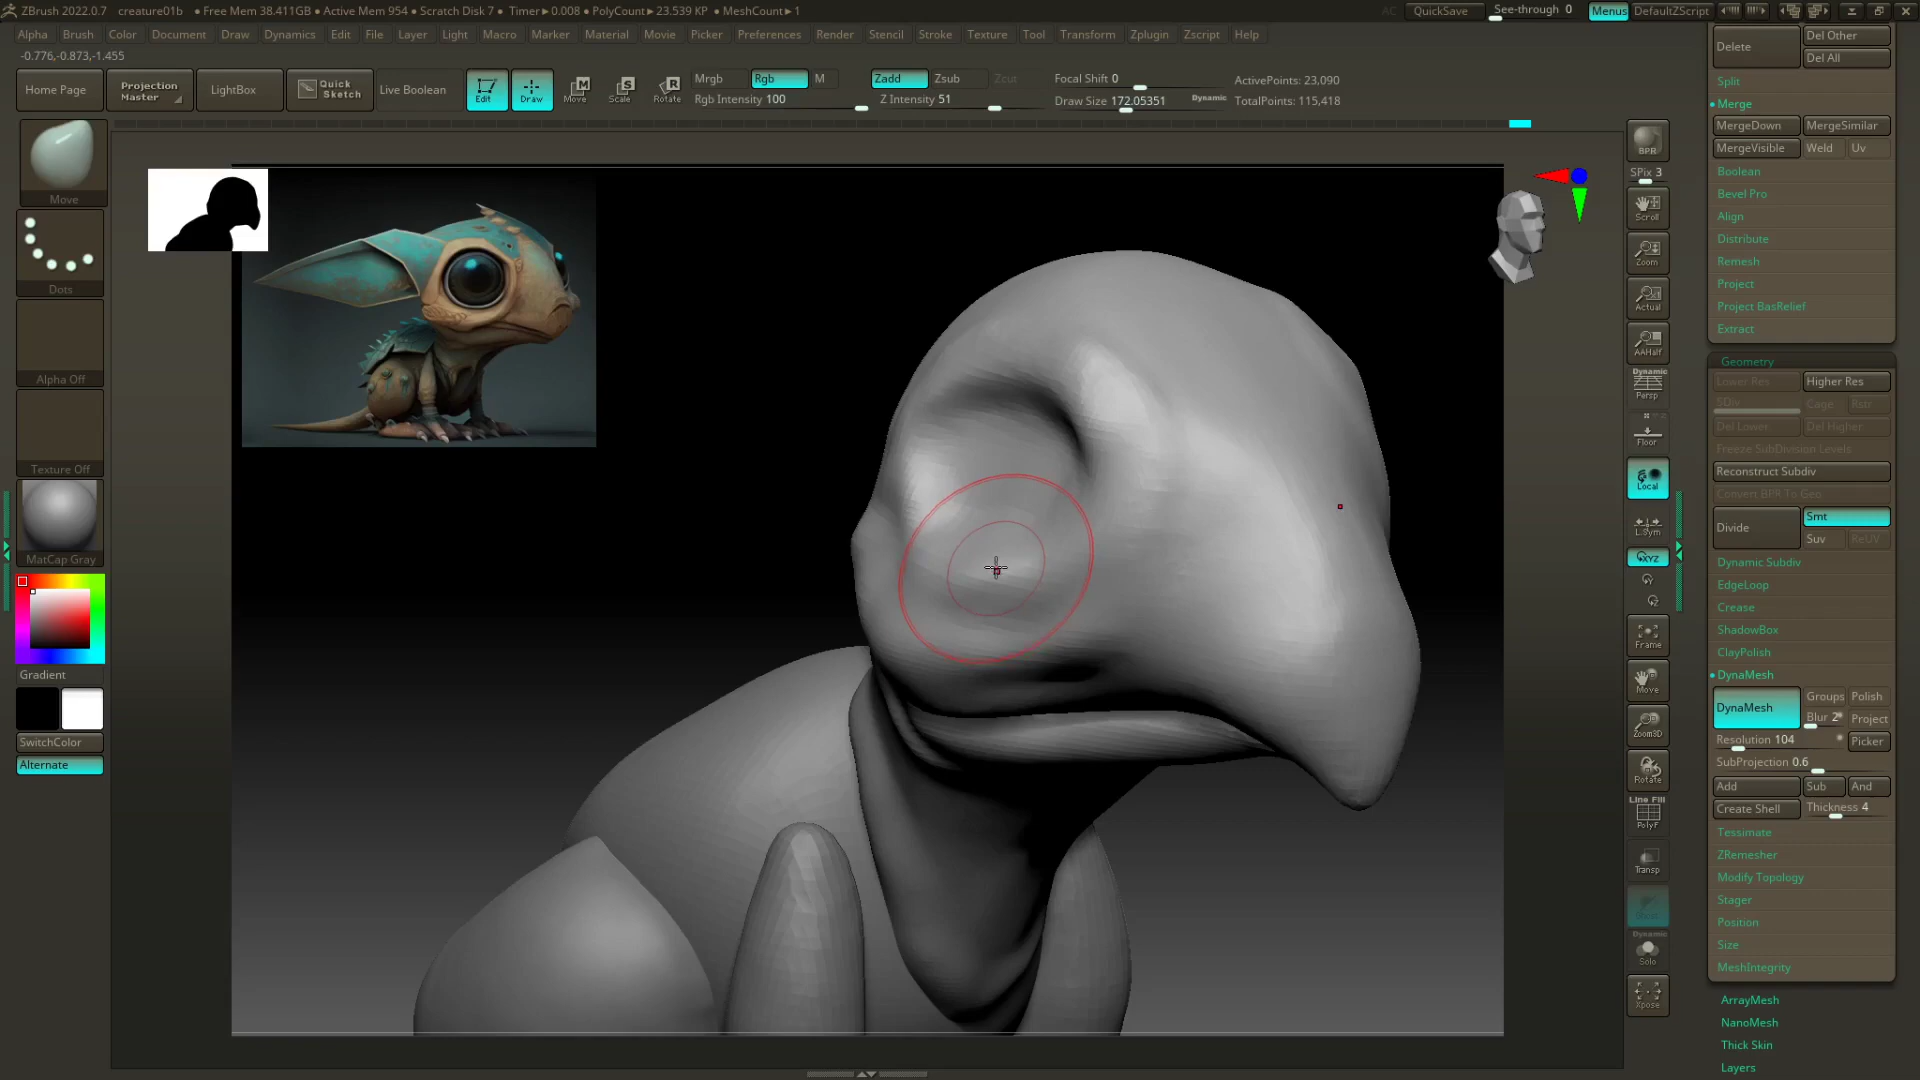 ZBrush 2022.0.7 creature01b ● Free Mem 38.411GB ● Active Mem 954 ● Scratch Disk 7 ● Timer▸0.008 ● PolyCount▸23.539 KP ● MeshCount▸1 AC QuickSave See-through 0 Menus DefaultZScript
Alpha Brush Color Document Draw Dynamics Edit File Layer Light Macro Marker Material Movie Picker Preferences Render Stencil Stroke Texture Tool Transform Zplugin Zscript Help
-0.776,-0.873,-1.455
Home Page
Projection Master
LightBox
Quick Sketch
Live Boolean
Edit
Draw
Move
Scale
Rotate
Mrgb Rgb M
Rgb Intensity 100
Zadd Zsub Zcut
Z Intensity 51
Focal Shift 0
Draw Size 172.05351 Dynamic
ActivePoints: 23,090
TotalPoints: 115,418
Move
Dots
Alpha Off
Texture Off
MatCap Gray
Gradient
SwitchColor
Alternate
BPR
SPix 3
Scroll
Zoom
Actual
AAHalf
Dynamic
Persp
Floor
Local
L.Sym
XYZ
Frame
Move
Zoom3D
Rotate
Line Fill
PolyF
Transp
Dynamic
Solo
Xpose
Delete
Del Other
Del All
Split
Merge
MergeDown MergeSimilar
MergeVisible Weld Uv
Boolean
Bevel Pro
Align
Distribute
Remesh
Project
Project BasRelief
Extract
Geometry
Lower Res Higher Res
SDiv Cage Rstr
Del Lower Del Higher
Freeze SubDivision Levels
Reconstruct Subdiv
Convert BPR To Geo
Divide
Smt
Suv ReUV
Dynamic Subdiv
EdgeLoop
Crease
ShadowBox
ClayPolish
DynaMesh
DynaMesh
Groups Polish
Blur 2 Project
Resolution 104 Picker
SubProjection 0.6
Add Sub And
Create Shell Thickness 4
Tessimate
ZRemesher
Modify Topology
Stager
Position
Size
MeshIntegrity
ArrayMesh
NanoMesh
Thick Skin
Layers